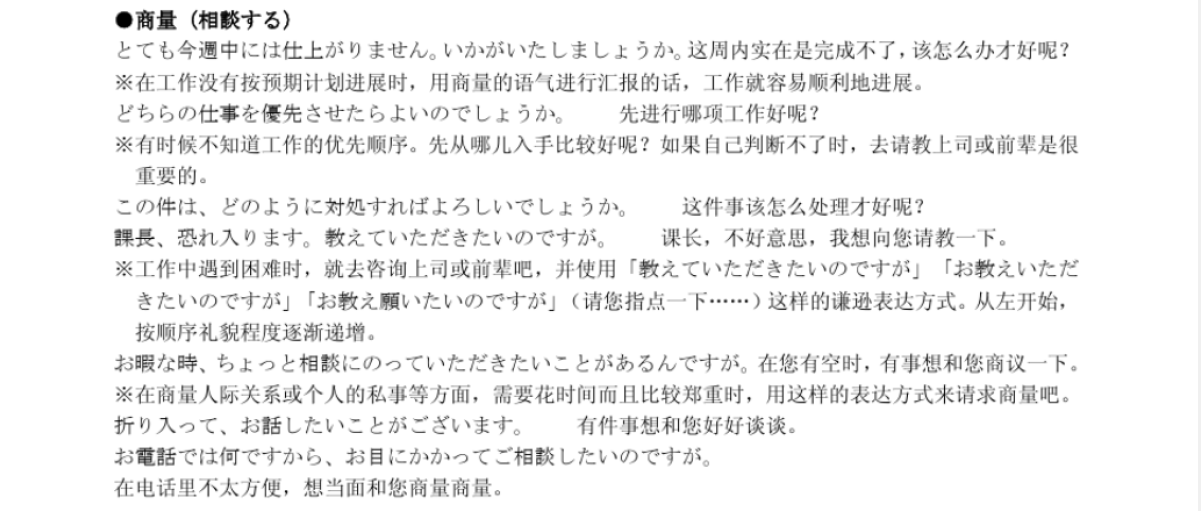 ●商量（相談する）
とても今週中には仕上がりません。いかがいたしましょうか。这周内实在是完成不了，该怎么办才好呢？
※在工作没有按预期计划进展时，用商量的语气进行汇报的话，工作就容易顺利地进展。
どちらの仕事を優先させたらよいのでしょうか。　　先进行哪项工作好呢？
※有时候不知道工作的优先顺序。先从哪儿入手比较好呢？如果自己判断不了时，去请教上司或前辈是很
重要的。
この件は、どのように対処すればよろしいでしょうか。　　这件事该怎么处理才好呢？
課長、恐れ入ります。教えていただきたいのですが。　　课长，不好意思，我想向您请教一下。
※工作中遇到困难时，就去咨询上司或前辈吧，并使用「教えていただきたいのですが」「お教えいただ
きたいのですが」「お教え願いたいのですが」（请您指点一下……）这样的谦逊表达方式。从左开始，
按顺序礼貌程度逐渐递增。
お暇な時、ちょっと相談にのっていただきたいことがあるんですが。在您有空时，有事想和您商议一下。
※在商量人际关系或个人的私事等方面，需要花时间而且比较郑重时，用这样的表达方式来请求商量吧。
折り入って、お話したいことがございます。　　有件事想和您好好谈谈。
お電話では何ですから、お目にかかってご相談したいのですが。
在电话里不太方便，想当面和您商量商量。